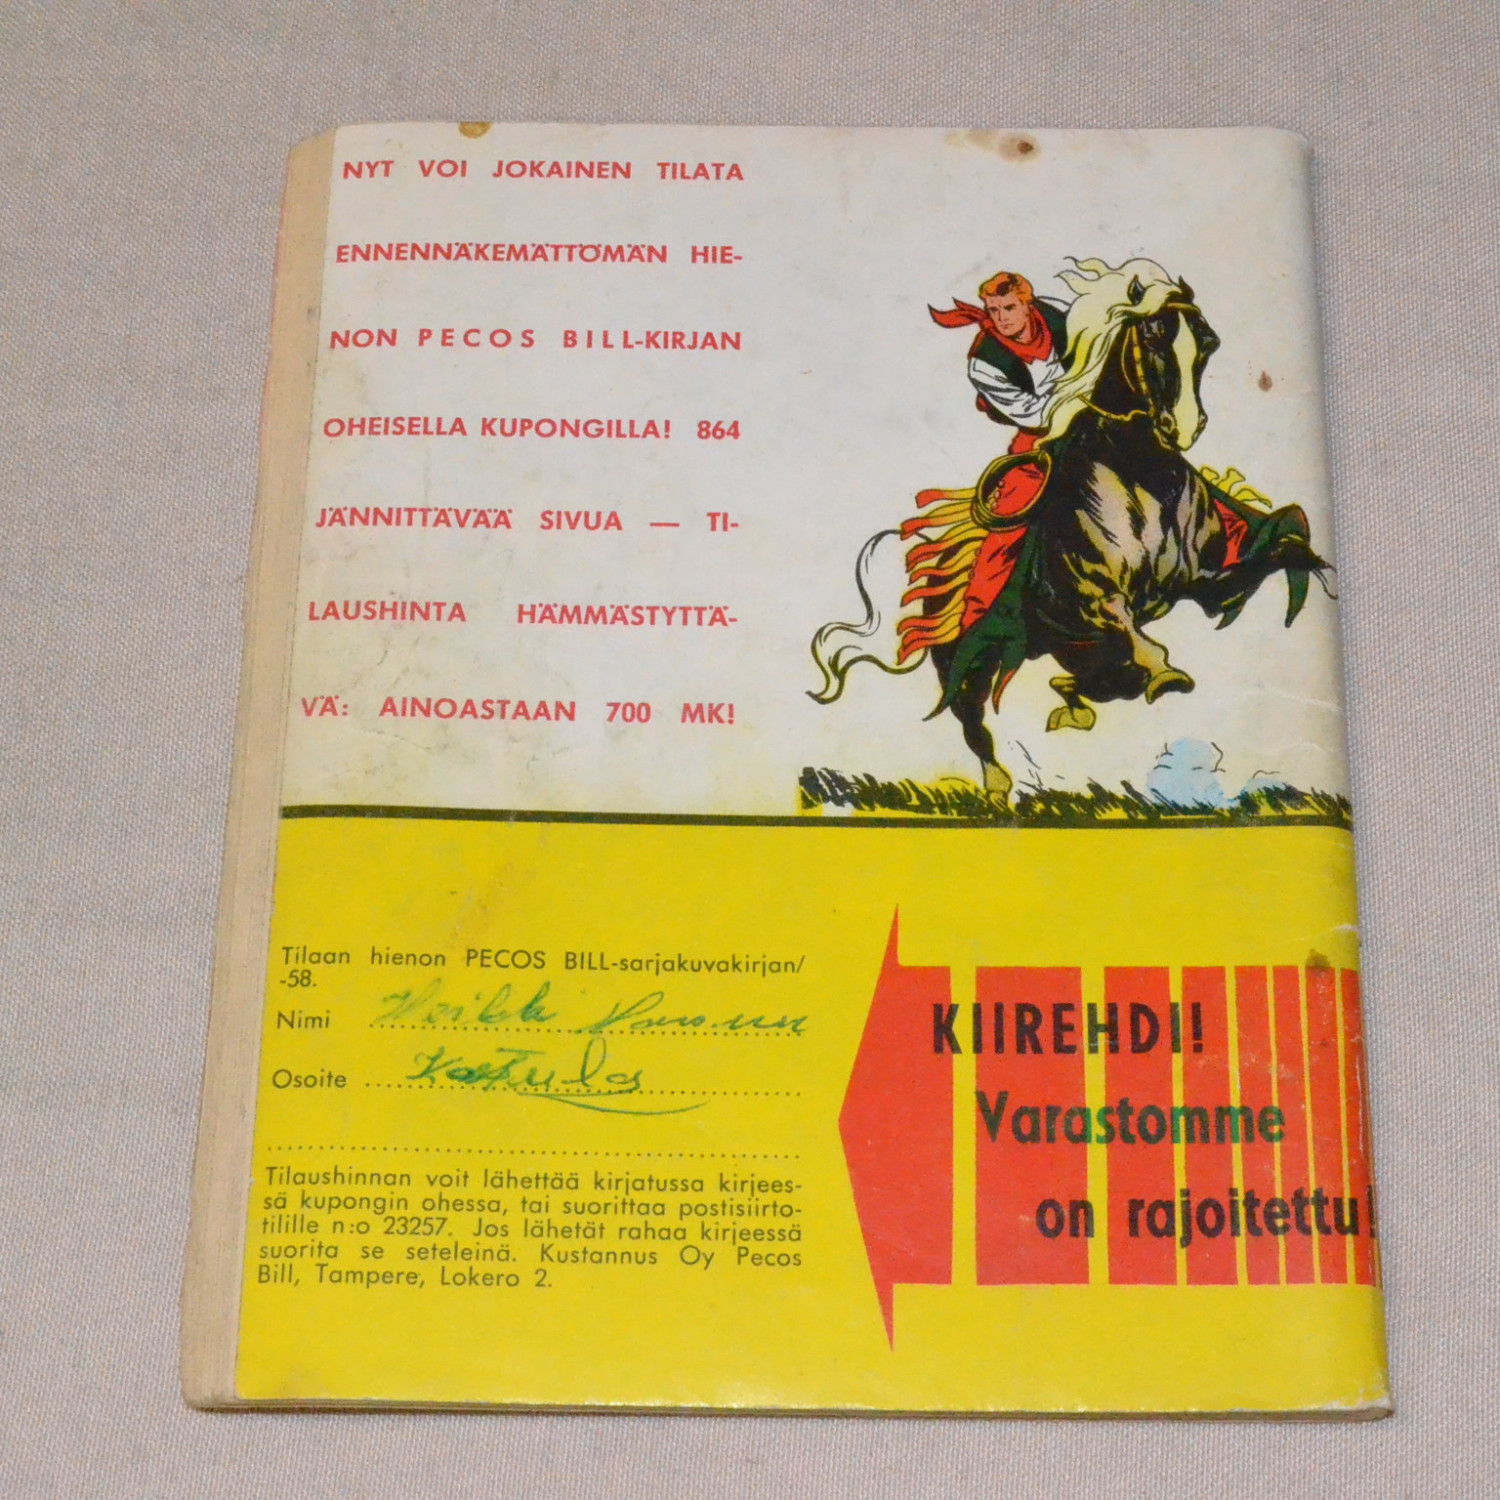 NYT VOI JOKAINEN TILATA
ENNENNÄKEMÄTTÖMÄN HIE-
NON PECOS BILL-KIRJAN
OHEISELLA KUPONGILLA! 864
JÄNNITTÄVÄÄ SIVUA — TI-
LAUSHINTA HÄMMÄSTYTTÄ-
VÄ: AINOASTAAN 700 MK!
Tilaan hienon PECOS BILL-sarjakuvakirjan/
-58.
Nimi Heikki
Osoite
Tilaushinnan voit lähettää kirjatussa kirjees-
sä kupongin ohessa, tai suorittaa postisiirto-
tilille n:o 23257. Jos lähetät rahaa kirjeessä
suorita se seteleinä. Kustannus Oy Pecos
Bill, Tampere, Lokero 2.
KIIREHDI!
Varastomme
on rajoitettu!